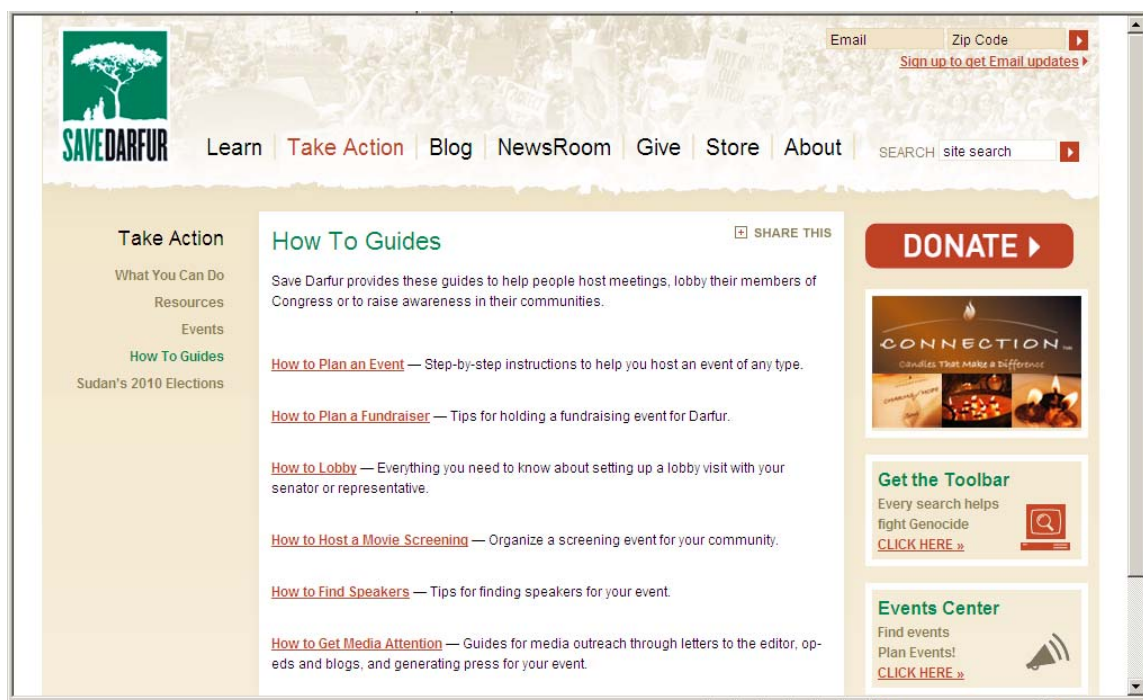 SAVEDARFUR
Email
Zip Code
Sign up to get Email updates
Learn
Take Action
Blog
NewsRoom
Give
Store
About
SEARCH
site search
Take Action
What You Can Do
Resources
Events
How To Guides
Sudan's 2010 Elections
How To Guides
SHARE THIS
Save Darfur provides these guides to help people host meetings, lobby their members of
Congress or to raise awareness in their communities.
How to Plan an Event — Step-by-step instructions to help you host an event of any type.
How to Plan a Fundraiser — Tips for holding a fundraising event for Darfur.
How to Lobby — Everything you need to know about setting up a lobby visit with your
senator or representative.
How to Host a Movie Screening — Organize a screening event for your community.
How to Find Speakers — Tips for finding speakers for your event.
How to Get Media Attention — Guides for media outreach through letters to the editor, op-
eds and blogs, and generating press for your event.
DONATE
CONNECTION
Candles That Make a Difference
Get the Toolbar
Every search helps
fight Genocide
CLICK HERE »
Events Center
Find events
Plan Events!
CLICK HERE »